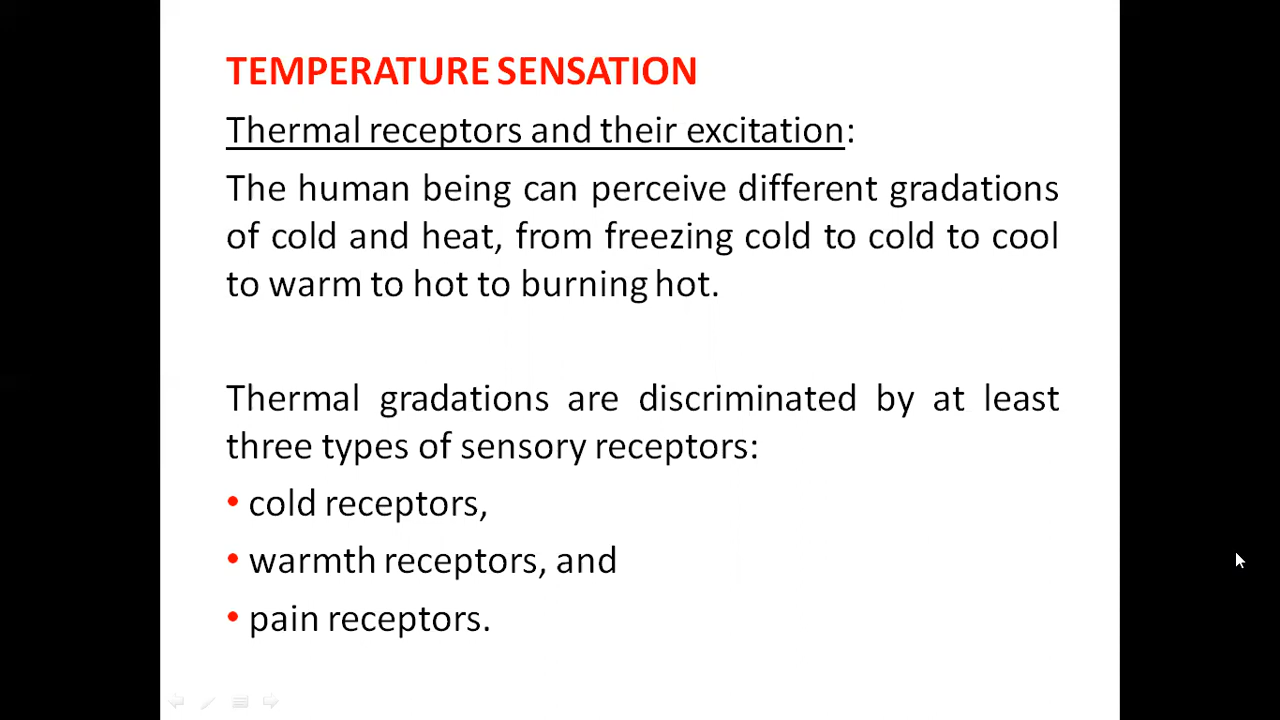 TEMPERATURE SENSATION
Thermal receptors and their excitation:
The human being can perceive different gradations
of cold and heat, from freezing cold to cold to cool
to warm to hot to burning hot.
Thermal gradations are discriminated by at least
three types of sensory receptors:
• cold receptors,
• warmth receptors, and
• pain receptors.